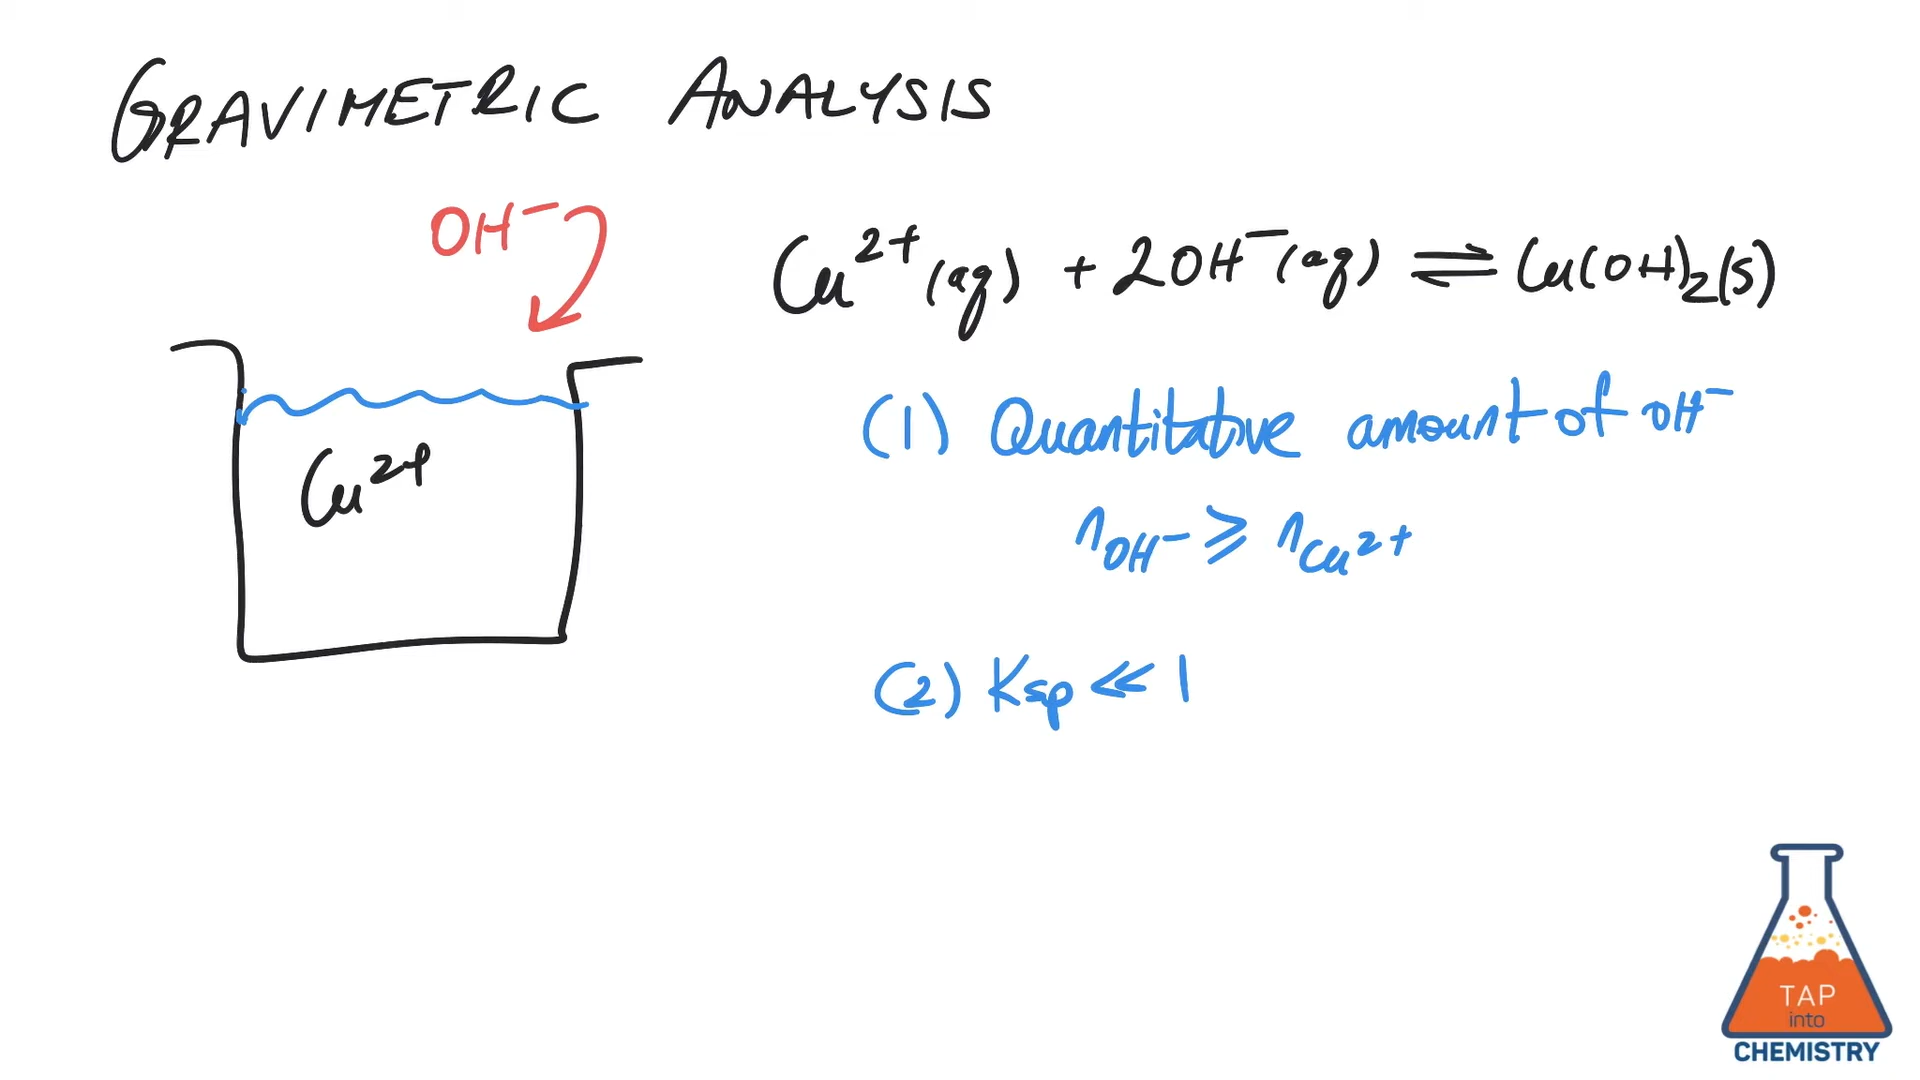 GRAVIMETRIC ANALYSIS
OH⁻
Cu²⁺(aq) + 2OH⁻(aq) ⇌ Cu(OH)₂(s)
Cu²⁺
(1) Quantitative amount of OH⁻
n_OH⁻ ⩾ n_Cu²⁺
(2) Ksp ≪ 1
TAP
into
CHEMISTRY